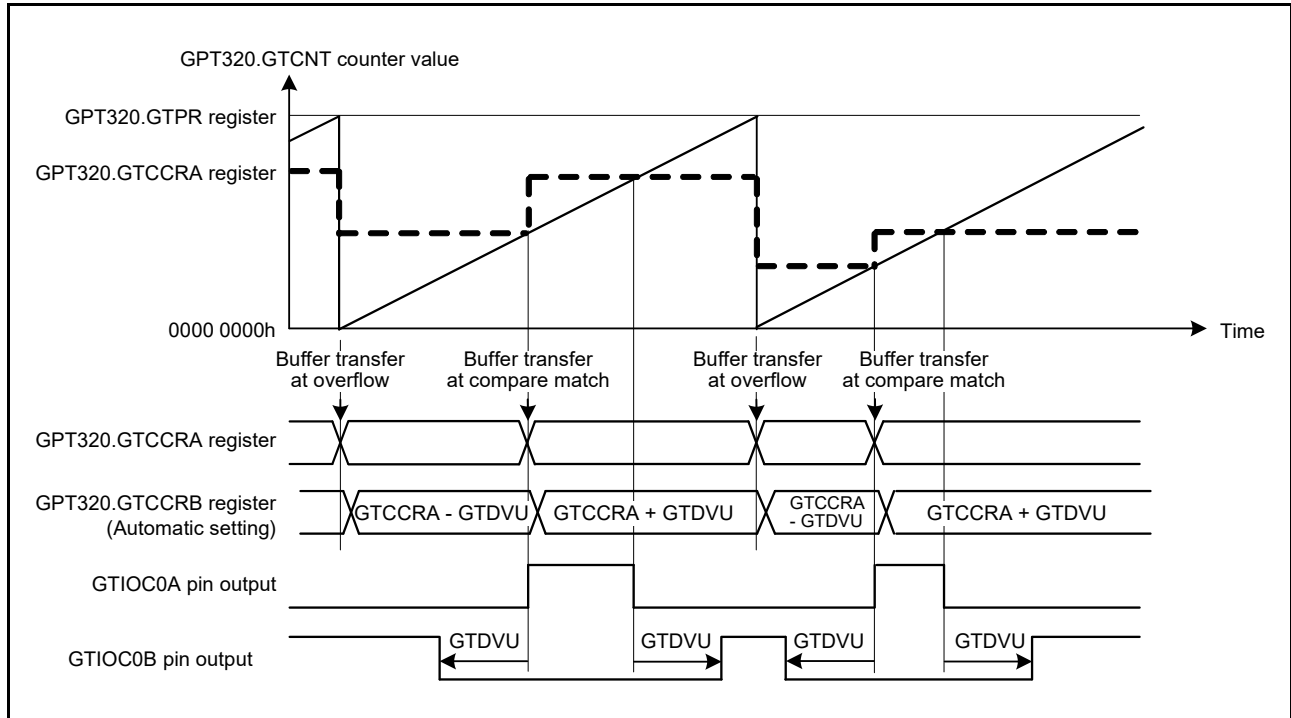 GPT320.GTCNT counter value
GPT320.GTPR register
GPT320.GTCCRA register
0000 0000h
Time
Buffer transfer
at overflow
Buffer transfer
at compare match
Buffer transfer
at overflow
Buffer transfer
at compare match
GPT320.GTCCRA register
GPT320.GTCCRB register
(Automatic setting)
GTCCRA - GTDVU
GTCCRA + GTDVU
GTCCRA
- GTDVU
GTCCRA + GTDVU
GTIOC0A pin output
GTIOC0B pin output
GTDVU
GTDVU
GTDVU
GTDVU